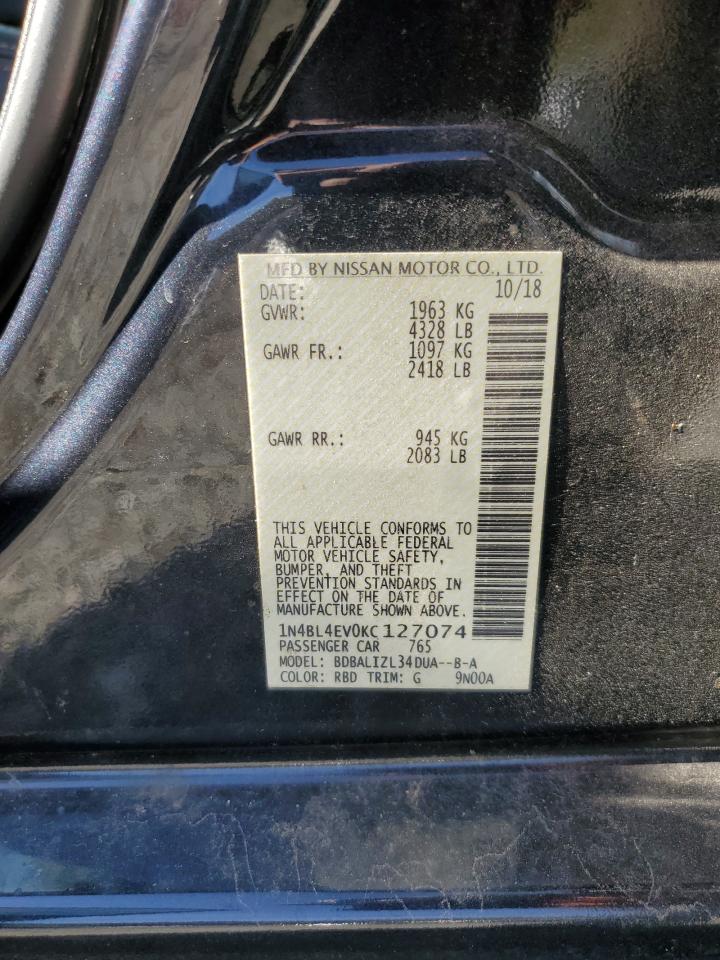 MFD BY NISSAN MOTOR CO., LTD.
DATE: 10/18
GVWR: 1963 KG
4328 LB
GAWR FR.: 1097 KG
2418 LB
GAWR RR.: 945 KG
2083 LB
THIS VEHICLE CONFORMS TO
ALL APPLICABLE FEDERAL
MOTOR VEHICLE SAFETY,
BUMPER, AND THEFT
PREVENTION STANDARDS IN
EFFECT ON THE DATE OF
MANUFACTURE SHOWN ABOVE.
1N4BL4EV0KC127074
PASSENGER CAR 765
MODEL: BDBALIZL34DUA--B-A
COLOR: RBD TRIM: G 9N00A